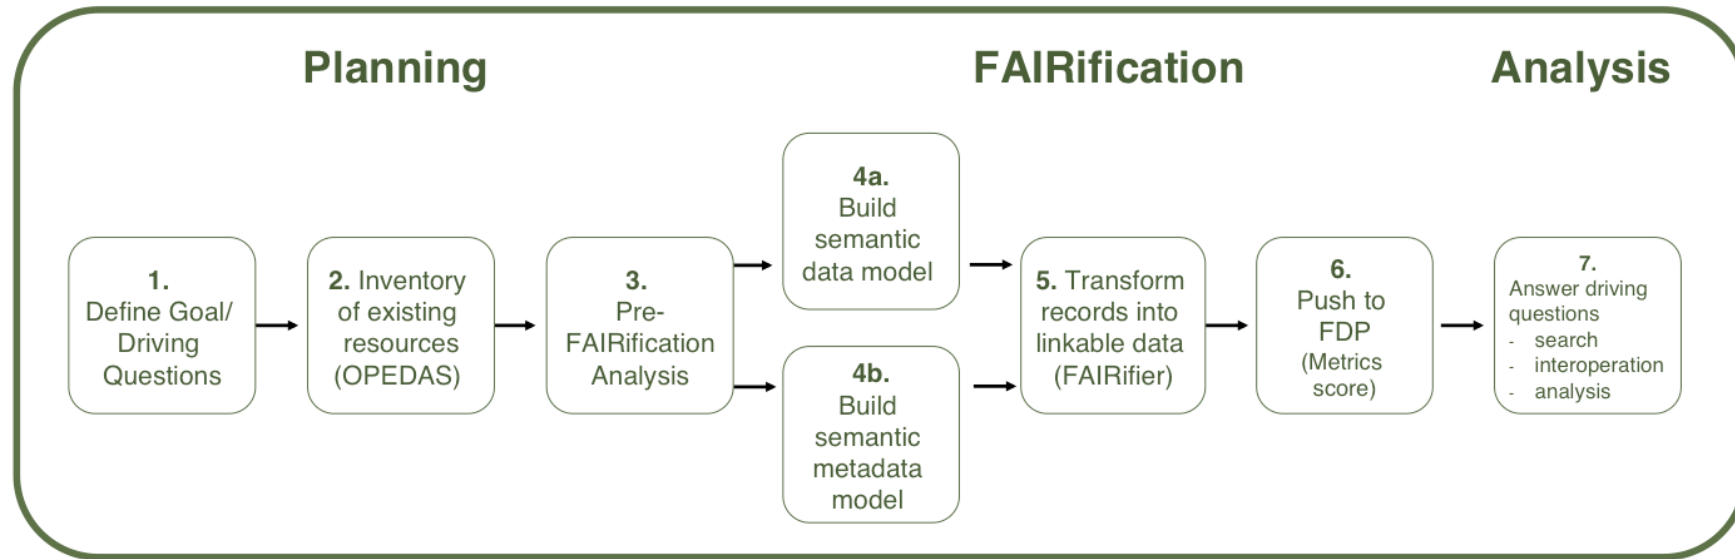 Planning
FAIRification
Analysis
1.
Define Goal/
Driving
Questions
2. Inventory
of existing
resources
(OPEDAS)
3.
Pre-
FAIRification
Analysis
4a.
Build
semantic
data model
4b.
Build
semantic
metadata
model
5. Transform
records into
linkable data
(FAIRifier)
6.
Push to
FDP
(Metrics
score)
7.
Answer driving
questions
- search
- interoperation
- analysis